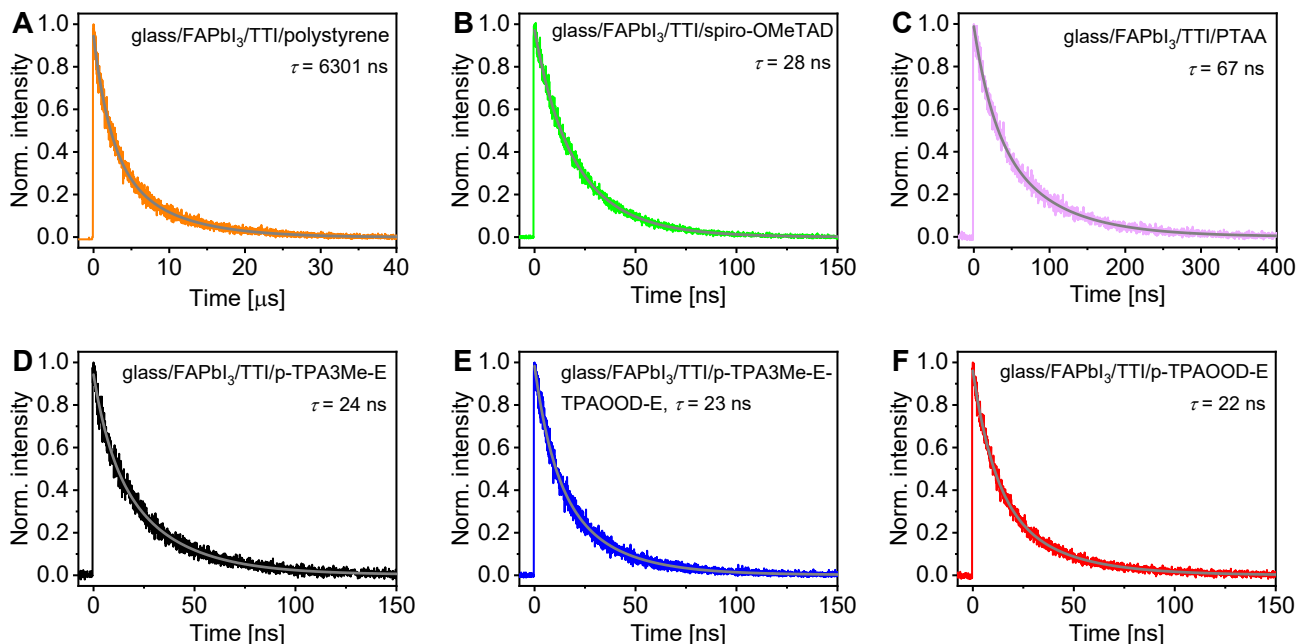 A
glass/FAPbI₃/TTI/polystyrene
τ = 6301 ns
Norm. intensity
1.0
0.8
0.6
0.4
0.2
0.0
0 10 20 30 40
Time [μs]
B
glass/FAPbI₃/TTI/spiro-OMeTAD
τ = 28 ns
Norm. intensity
1.0
0.8
0.6
0.4
0.2
0.0
0 50 100 150
Time [ns]
C
glass/FAPbI₃/TTI/PTAA
τ = 67 ns
Norm. intensity
1.0
0.8
0.6
0.4
0.2
0.0
0 100 200 300 400
Time [ns]
D
glass/FAPbI₃/TTI/p-TPA3Me-E
τ = 24 ns
Norm. intensity
1.0
0.8
0.6
0.4
0.2
0.0
0 50 100 150
Time [ns]
E
glass/FAPbI₃/TTI/p-TPA3Me-E-
TPAOOD-E, τ = 23 ns
Norm. intensity
1.0
0.8
0.6
0.4
0.2
0.0
0 50 100 150
Time [ns]
F
glass/FAPbI₃/TTI/p-TPAOOD-E
τ = 22 ns
Norm. intensity
1.0
0.8
0.6
0.4
0.2
0.0
0 50 100 150
Time [ns]